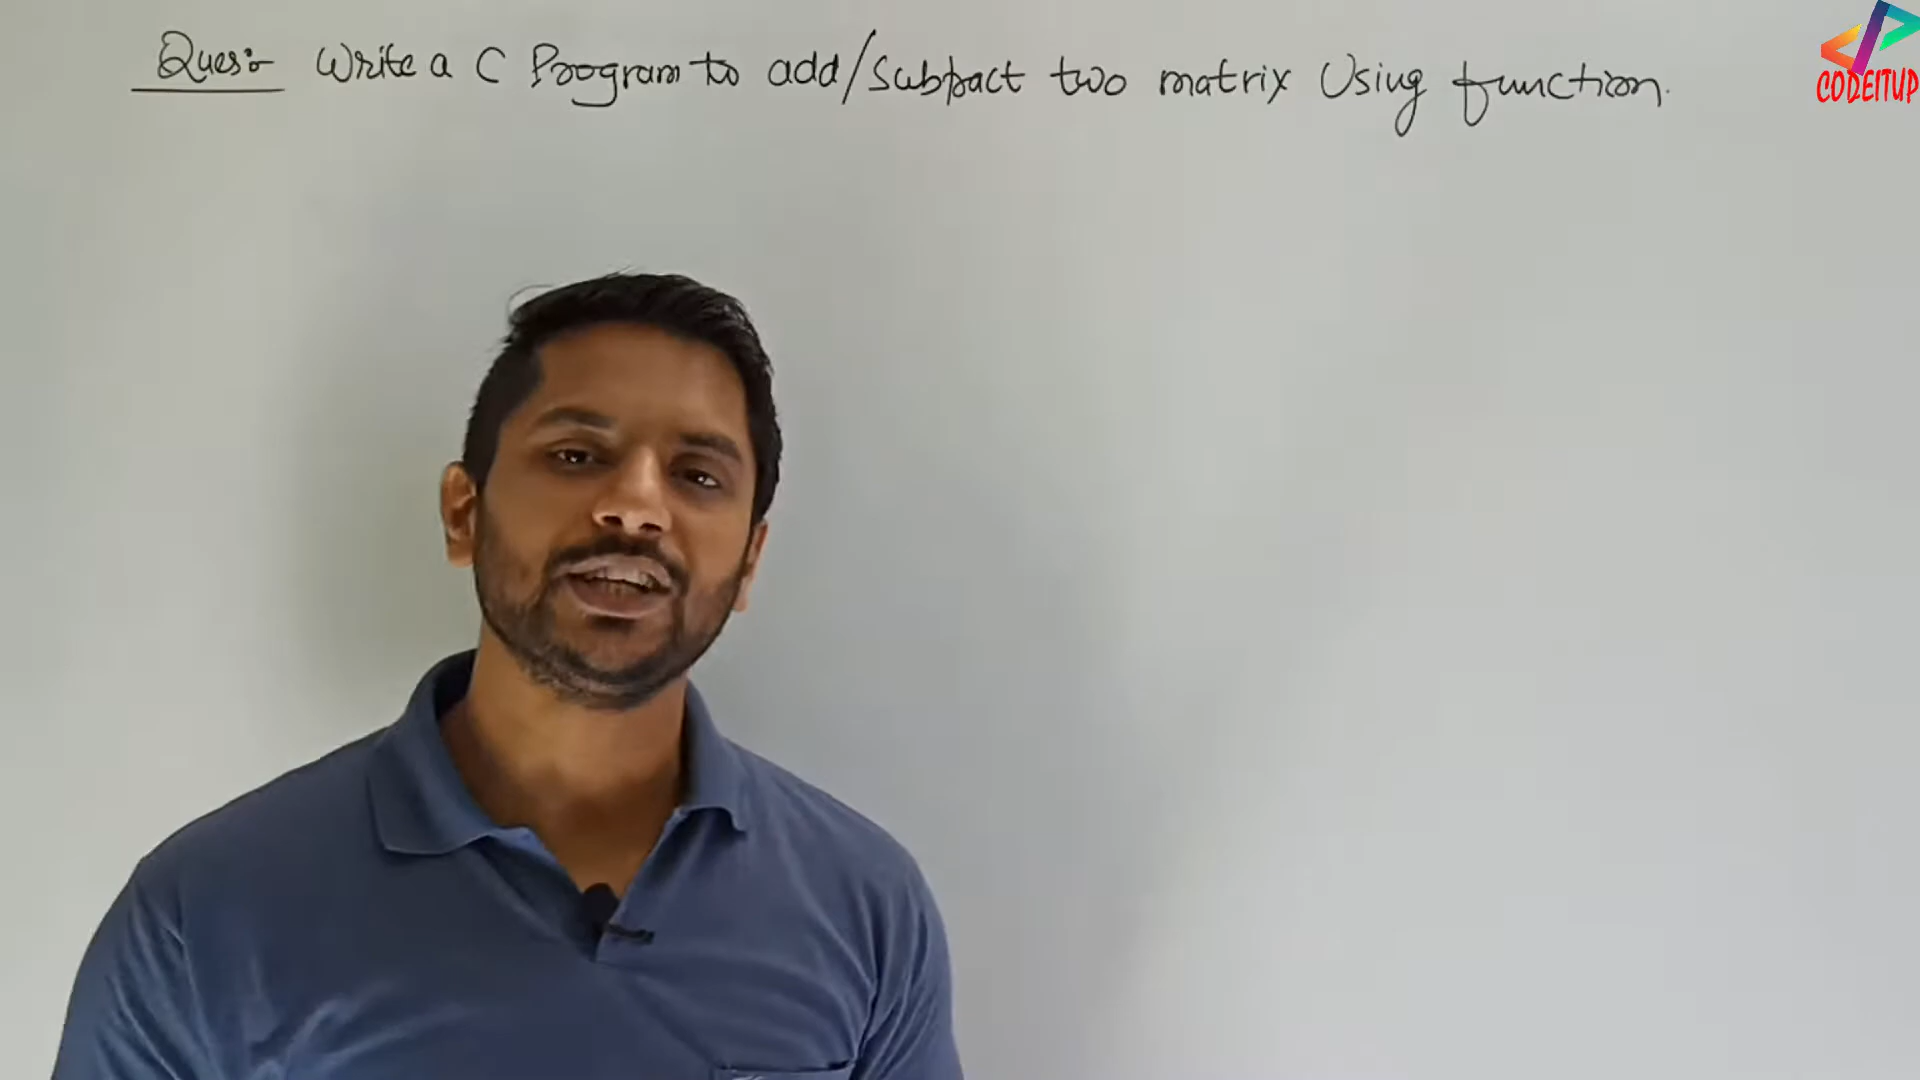 Ques:- Write a C Program to add/Subtract two matrix Using function.
CODEITUP